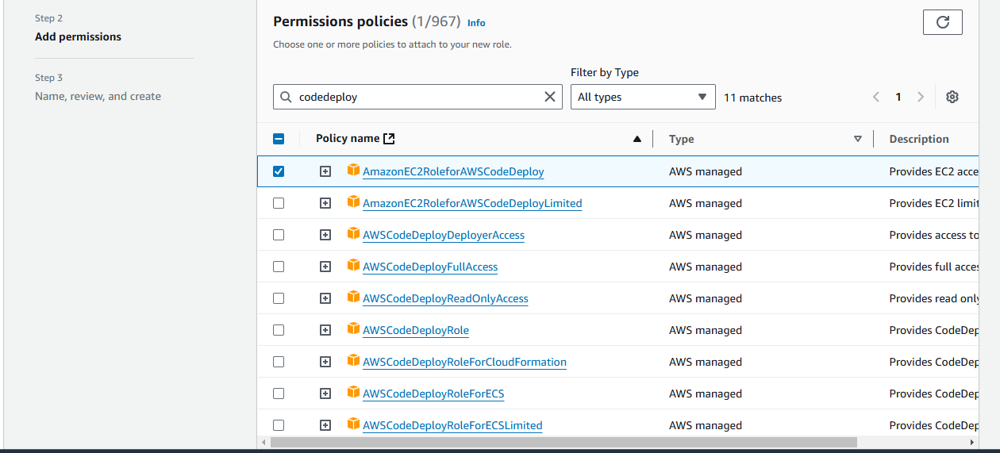 Step 2
Add permissions
Step 3
Name, review, and create
Permissions policies (1/967) Info
Choose one or more policies to attach to your new role.
Filter by Type
codedeploy
All types
11 matches
1
Policy name
Type
Description
AmazonEC2RoleforAWSCodeDeploy AWS managed Provides EC2 acce
AmazonEC2RoleforAWSCodeDeployLimited AWS managed Provides EC2 limit
AWSCodeDeployDeployerAccess AWS managed Provides access to
AWSCodeDeployFullAccess AWS managed Provides full acces
AWSCodeDeployReadOnlyAccess AWS managed Provides read only
AWSCodeDeployRole AWS managed Provides CodeDep
AWSCodeDeployRoleForCloudFormation AWS managed Provides CodeDep
AWSCodeDeployRoleForECS AWS managed Provides CodeDep
AWSCodeDeployRoleForECSLimited AWS managed Provides CodeDep